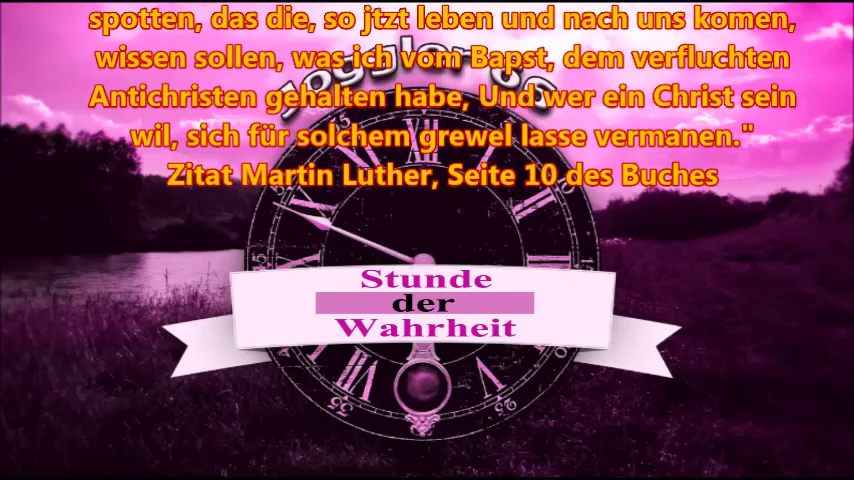 spotten, das die, so jtzt leben und nach uns komen,
wissen sollen, was ich vom Bapst, dem verfluchten
Antichristen gehalten habe, Und wer ein Christ sein
wil, sich für solchem grewel lasse vermanen."
Zitat Martin Luther, Seite 10 des Buches
Joggler66
XII
Stunde
der
Wahrheit